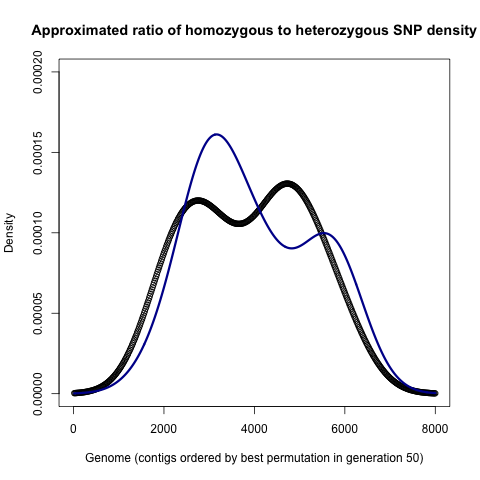 Approximated ratio of homozygous to heterozygous SNP density
0.00020
0.00015
0.00010
0.00005
0.00000
Density
0 2000 4000 6000 8000
Genome (contigs ordered by best permutation in generation 50)